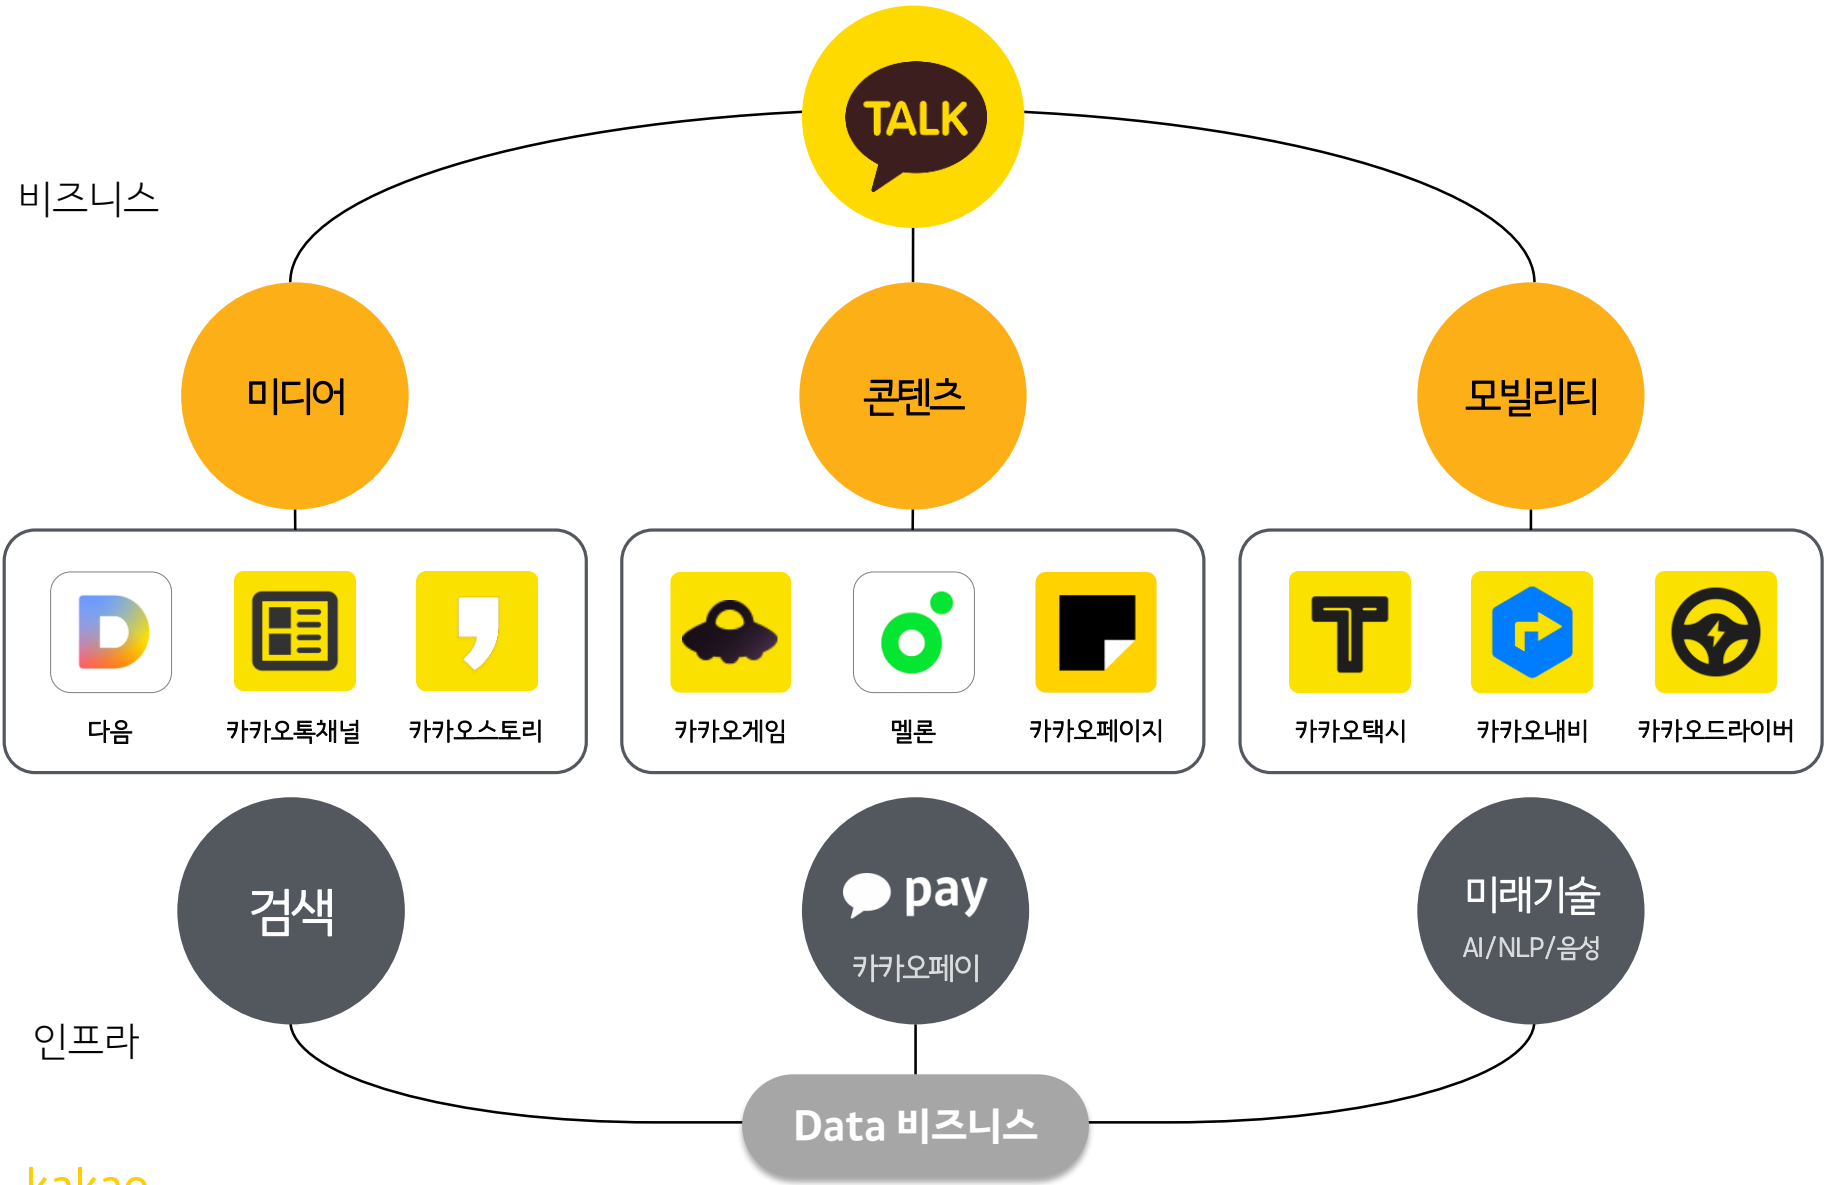 TALK
비즈니스
미디어
콘텐츠
모빌리티
다음
카카오톡채널
카카오스토리
카카오게임
멜론
카카오페이지
T
카카오택시
카카오내비
카카오드라이버
검색
pay
카카오페이
미래기술
AI/NLP/음성
인프라
Data 비즈니스
kakao